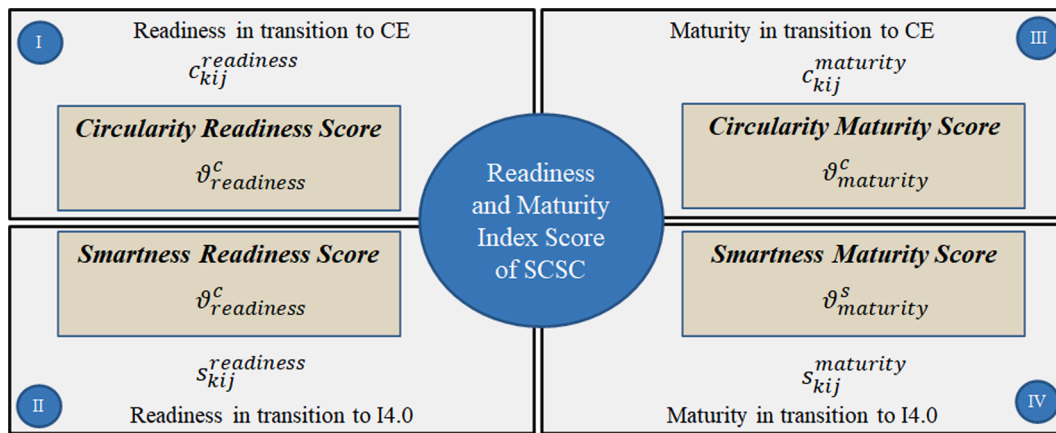 I
Readiness in transition to CE
c_{kij}^{readiness}
Circularity Readiness Score
ϑ_{readiness}^{c}
III
Maturity in transition to CE
c_{kij}^{maturity}
Circularity Maturity Score
ϑ_{maturity}^{c}
Readiness
and Maturity
Index Score
of SCSC
Smartness Readiness Score
ϑ_{readiness}^{c}
s_{kij}^{readiness}
II
Readiness in transition to I4.0
Smartness Maturity Score
ϑ_{maturity}^{s}
s_{kij}^{maturity}
IV
Maturity in transition to I4.0